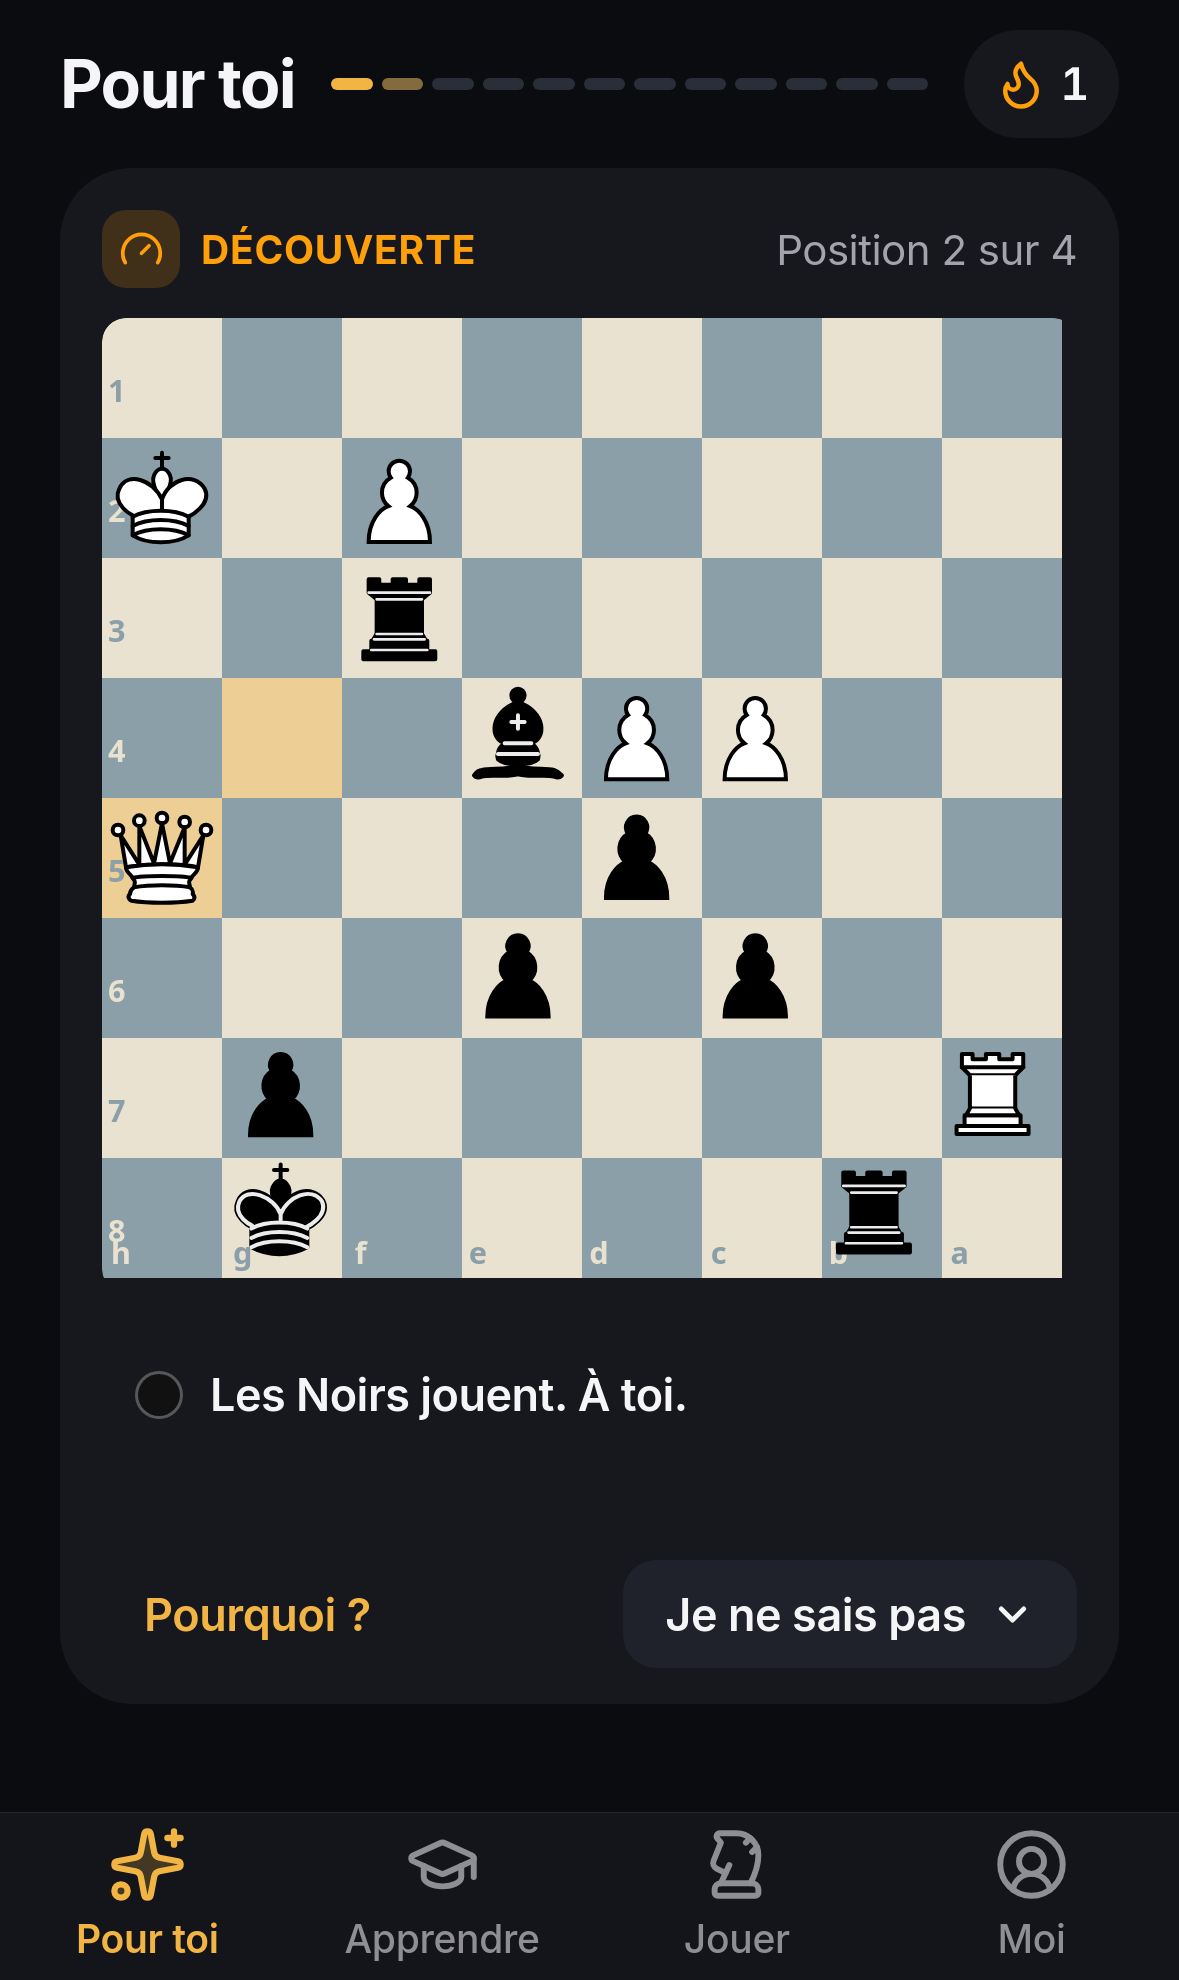 Pour toi
1
DÉCOUVERTE
Position 2 sur 4
1
2
3
4
5
6
7
8
h g f e d c b a
Les Noirs jouent. À toi.
Pourquoi ?
Je ne sais pas
Pour toi
Apprendre
Jouer
Moi